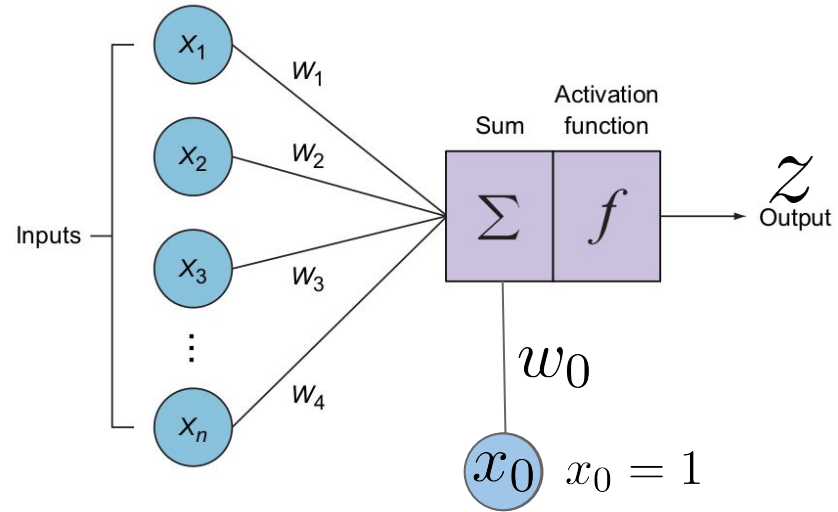 x₁
w₁
Activation
function
Sum
x₂
w₂
Σ
f
z
Output
Inputs
x₃
w₃
⋮
w₄
xₙ
w₀
x₀
x₀ = 1